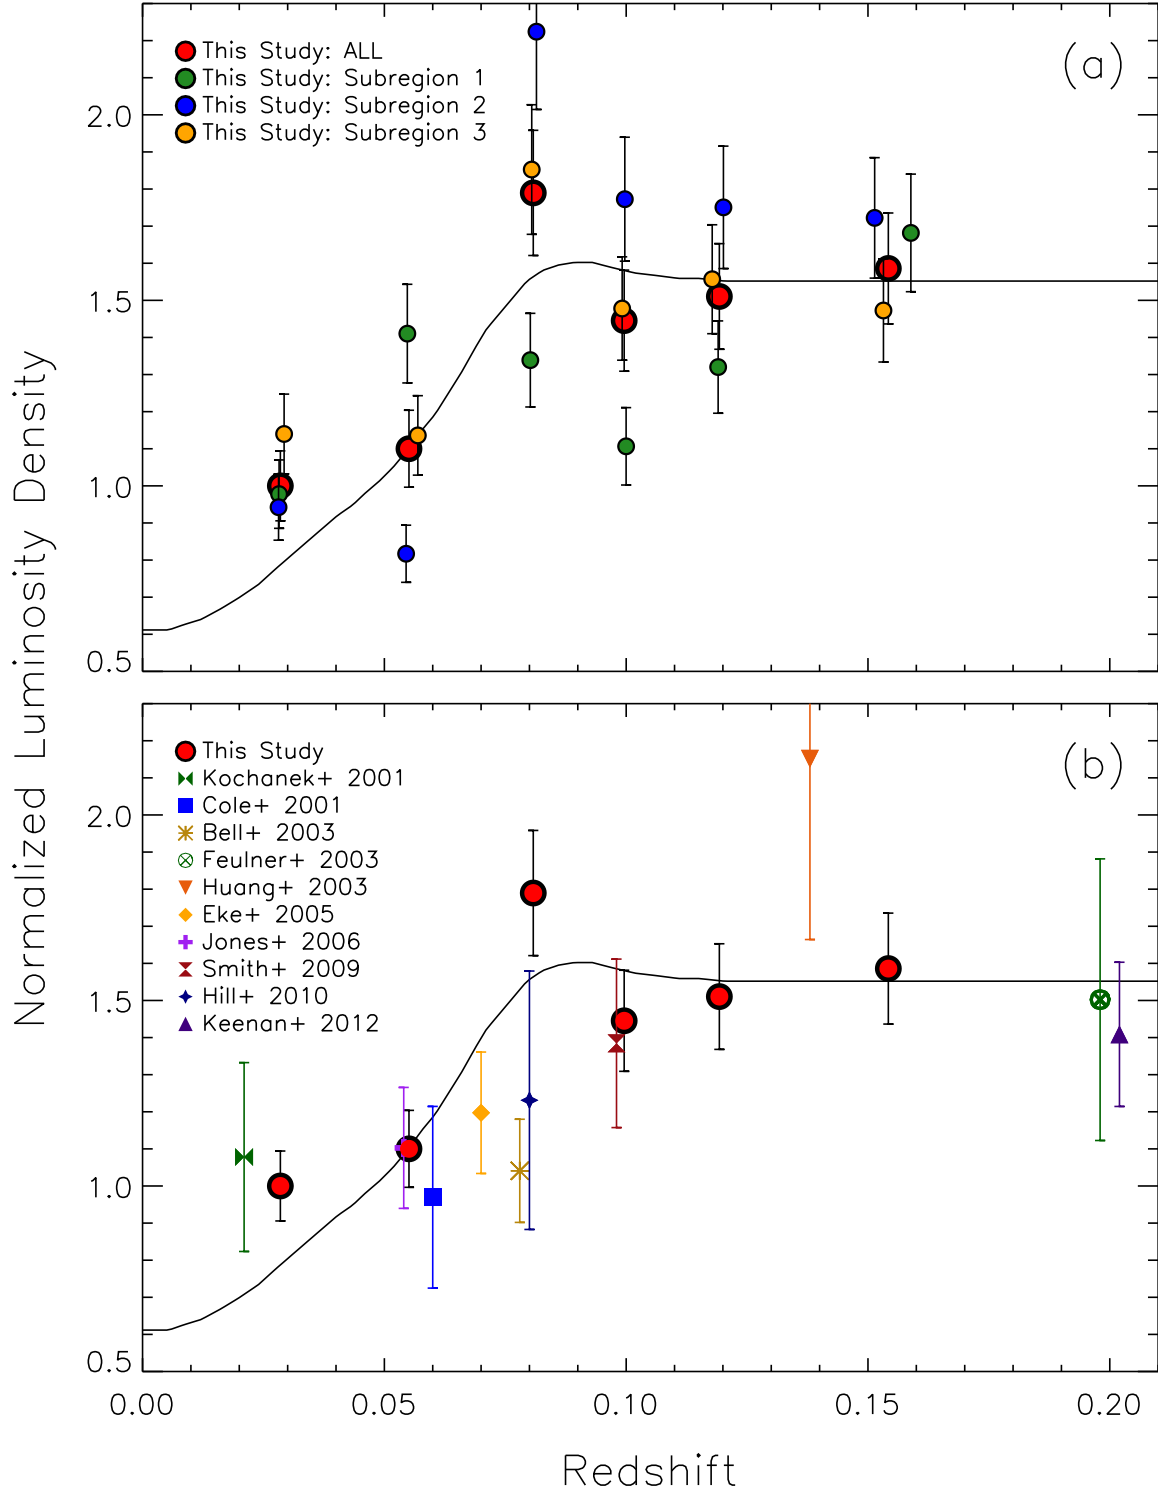 (a)
This Study: ALL
This Study: Subregion 1
This Study: Subregion 2
This Study: Subregion 3
2.0
1.5
1.0
0.5
Normalized Luminosity Density
(b)
This Study
Kochanek+ 2001
Cole+ 2001
Bell+ 2003
Feulner+ 2003
Huang+ 2003
Eke+ 2005
Jones+ 2006
Smith+ 2009
Hill+ 2010
Keenan+ 2012
2.0
1.5
1.0
0.5
0.00 0.05 0.10 0.15 0.20
Redshift